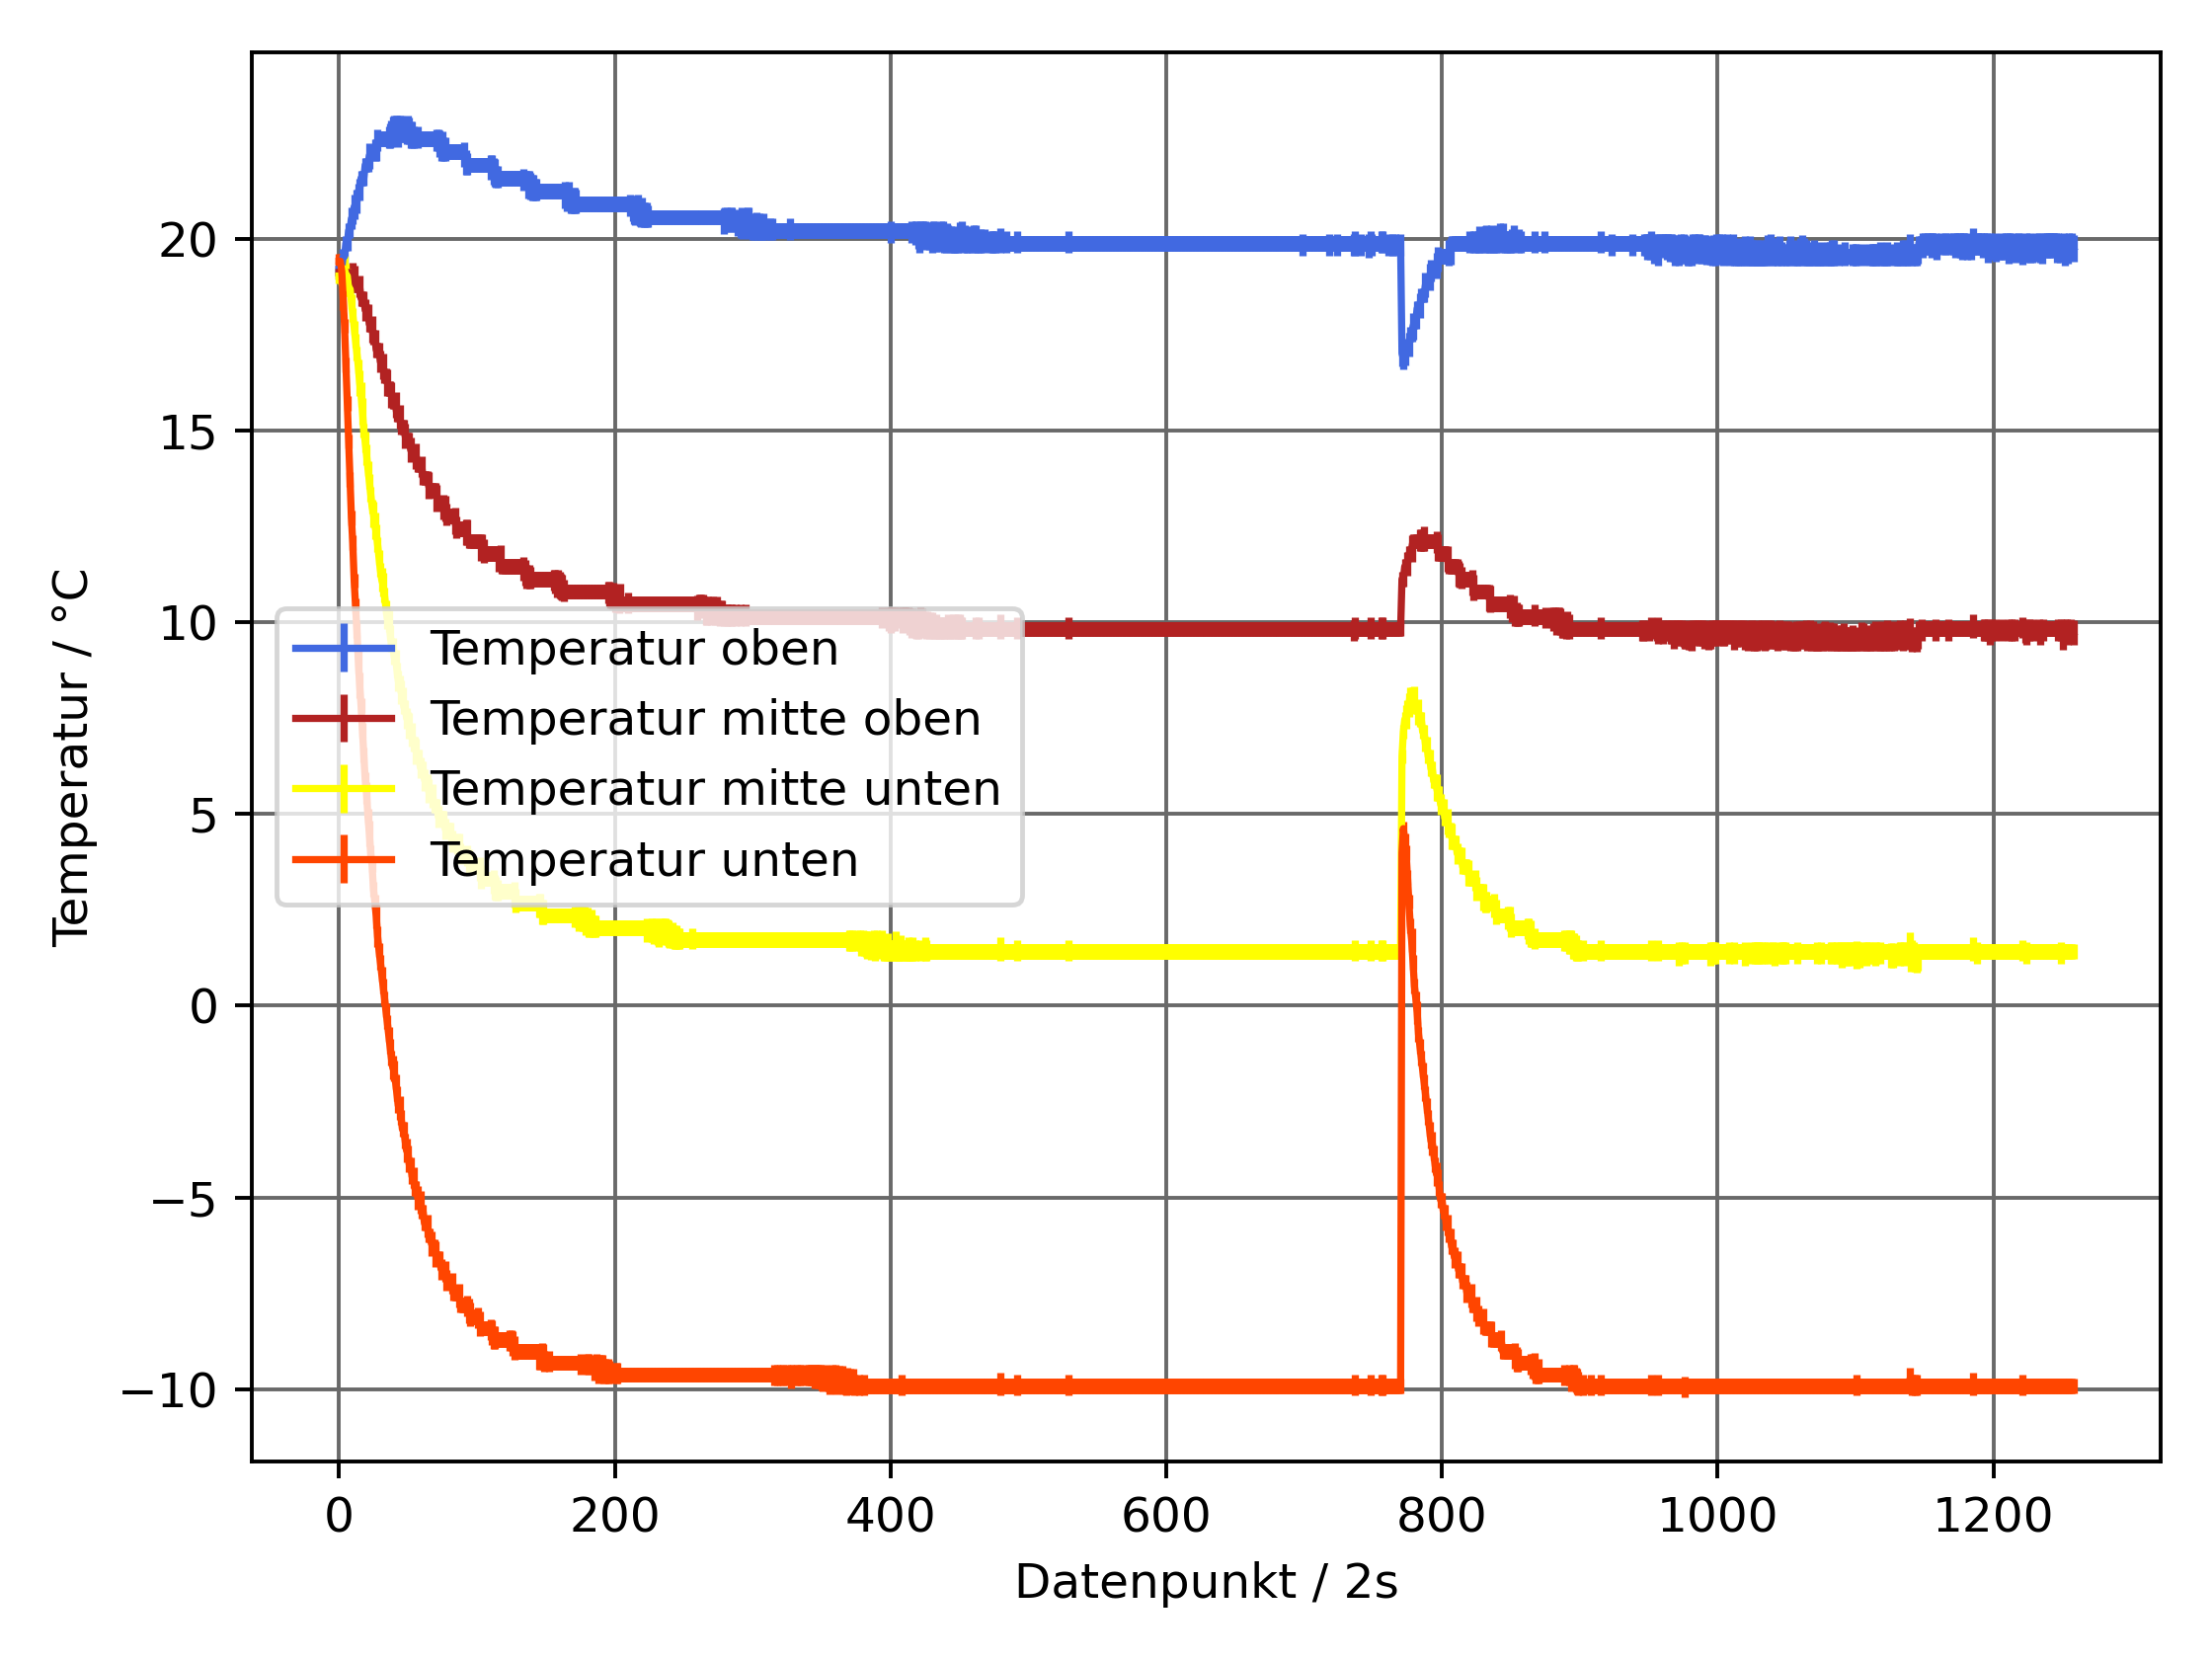 20
15
10
5
0
−5
−10
Temperatur / °C
Temperatur oben
Temperatur mitte oben
Temperatur mitte unten
Temperatur unten
0 200 400 600 800 1000 1200
Datenpunkt / 2s